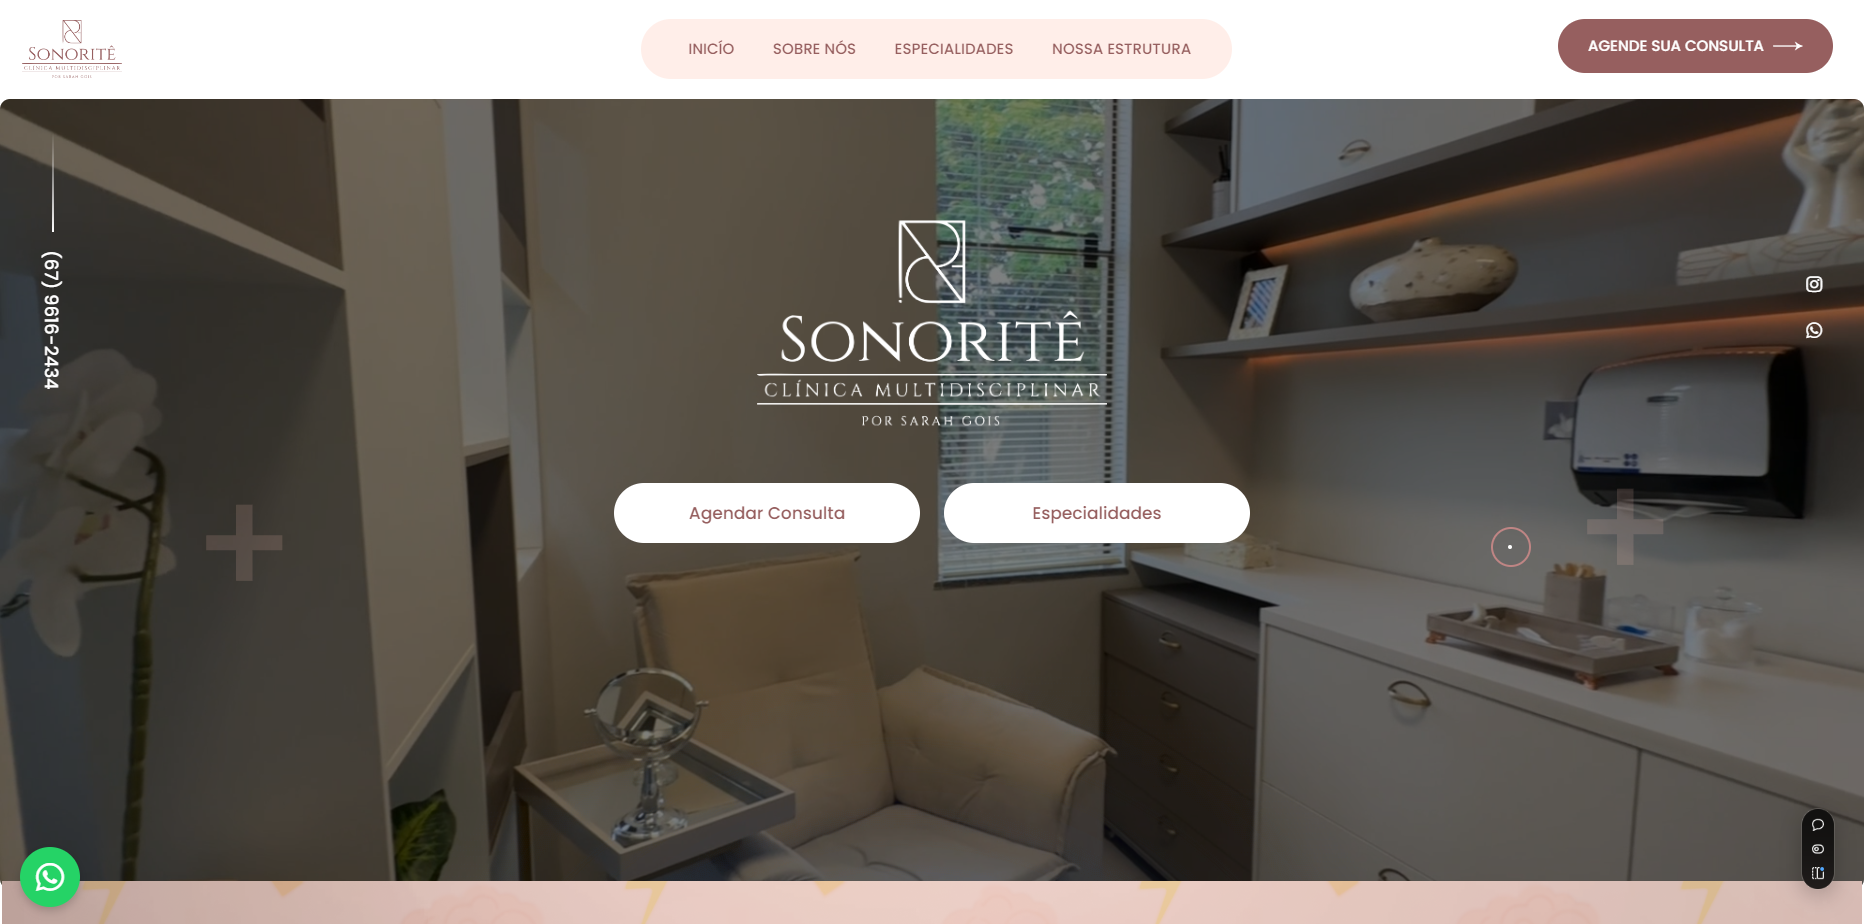 SONORITÊ
CLÍNICA MULTIDISCIPLINAR
POR SARAH GOIS
INICÍO
SOBRE NÓS
ESPECIALIDADES
NOSSA ESTRUTURA
AGENDE SUA CONSULTA
(67) 9616-2434
SONORITÊ
CLÍNICA MULTIDISCIPLINAR
POR SARAH GOIS
Agendar Consulta
Especialidades